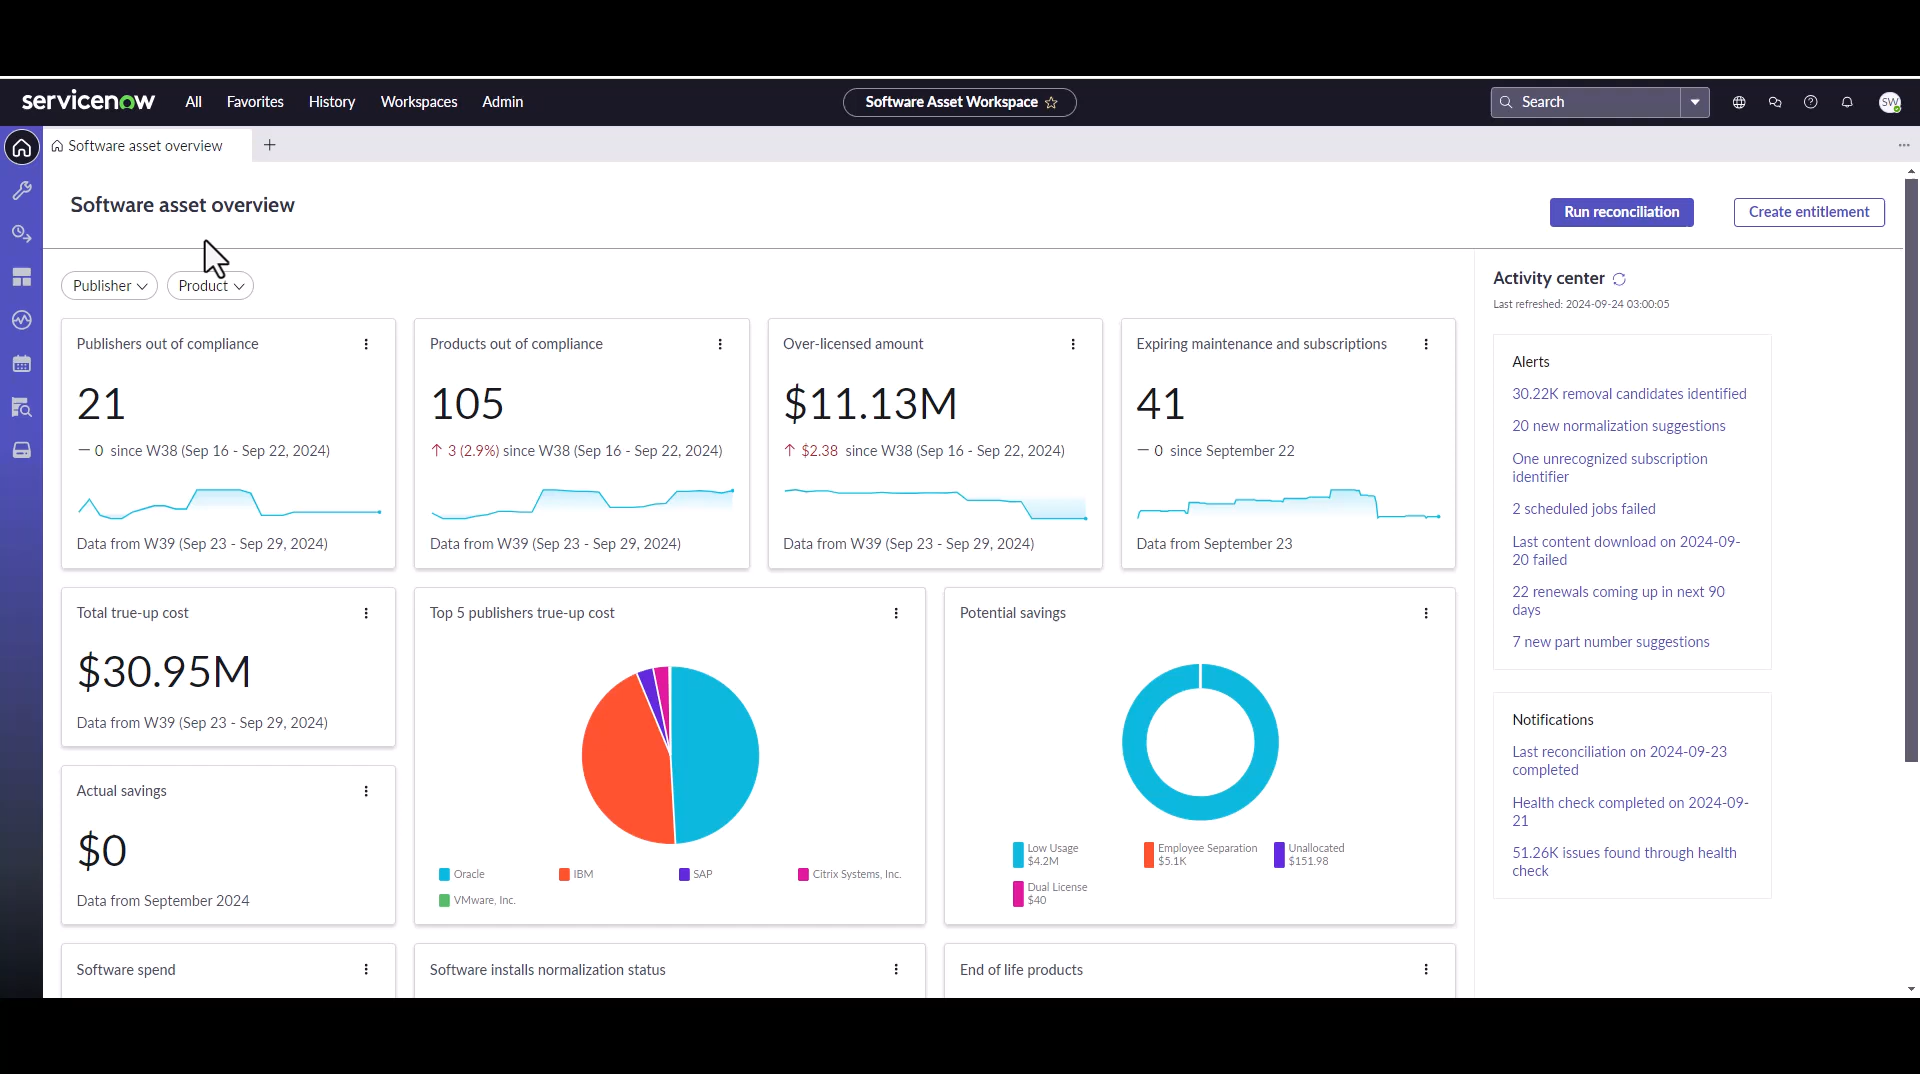 servicenow All Favorites History Workspaces Admin Software Asset Workspace Search SW
Software asset overview
Software asset overview
Run reconciliation Create entitlement
Publisher Product
Publishers out of compliance
21
0 since W38 (Sep 16 - Sep 22, 2024)
Data from W39 (Sep 23 - Sep 29, 2024)
Products out of compliance
105
↑ 3 (2.9%) since W38 (Sep 16 - Sep 22, 2024)
Data from W39 (Sep 23 - Sep 29, 2024)
Over-licensed amount
$11.13M
↑ $2.38 since W38 (Sep 16 - Sep 22, 2024)
Data from W39 (Sep 23 - Sep 29, 2024)
Expiring maintenance and subscriptions
41
0 since September 22
Data from September 23
Total true-up cost
$30.95M
Data from W39 (Sep 23 - Sep 29, 2024)
Actual savings
$0
Data from September 2024
Top 5 publishers true-up cost
Oracle IBM SAP Citrix Systems, Inc.
VMware, Inc.
Potential savings
Low Usage
$4.2M
Employee Separation
$5.1K
Unallocated
$151.98
Dual License
$40
Software spend
Software installs normalization status
End of life products
Activity center
Last refreshed: 2024-09-24 03:00:05
Alerts
30.22K removal candidates identified
20 new normalization suggestions
One unrecognized subscription
identifier
2 scheduled jobs failed
Last content download on 2024-09-
20 failed
22 renewals coming up in next 90
days
7 new part number suggestions
Notifications
Last reconciliation on 2024-09-23
completed
Health check completed on 2024-09-
21
51.26K issues found through health
check